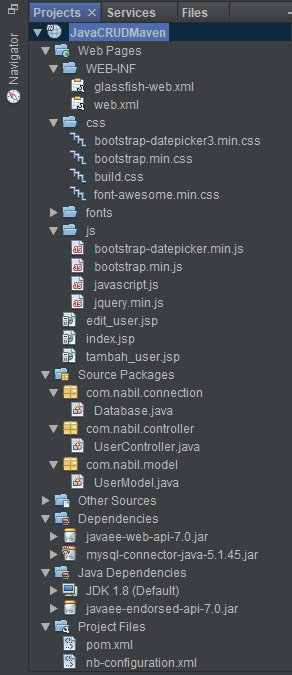 Projects × Services Files
Navigator
JavaCRUDMaven
Web Pages
WEB-INF
glassfish-web.xml
web.xml
css
bootstrap-datepicker3.min.css
bootstrap.min.css
build.css
font-awesome.min.css
fonts
js
bootstrap-datepicker.min.js
bootstrap.min.js
javascript.js
jquery.min.js
edit_user.jsp
index.jsp
tambah_user.jsp
Source Packages
com.nabil.connection
Database.java
com.nabil.controller
UserController.java
com.nabil.model
UserModel.java
Other Sources
Dependencies
javaee-web-api-7.0.jar
mysql-connector-java-5.1.45.jar
Java Dependencies
JDK 1.8 (Default)
javaee-endorsed-api-7.0.jar
Project Files
pom.xml
nb-configuration.xml